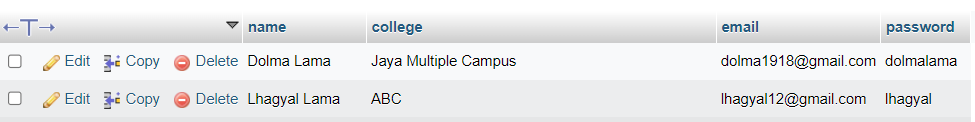 name college email password
Edit Copy Delete Dolma Lama Jaya Multiple Campus dolma1918@gmail.com dolmalama
Edit Copy Delete Lhagyal Lama ABC lhagyal12@gmail.com lhagyal